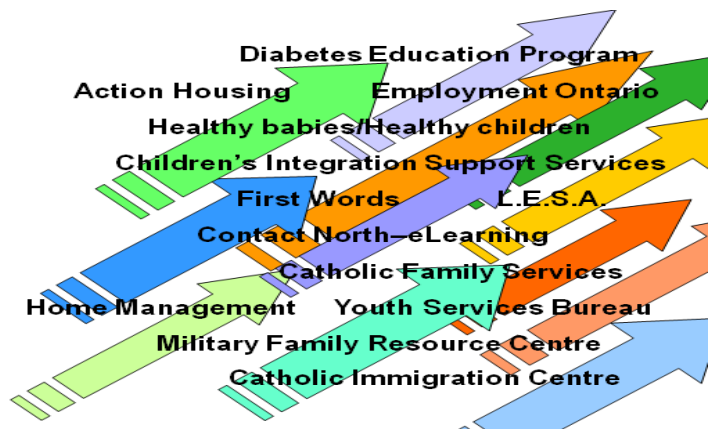 Diabetes Education Program
Action Housing Employment Ontario
Healthy babies/Healthy children
Children's Integration Support Services
First Words L.E.S.A.
Contact North–eLearning
Catholic Family Services
Home Management Youth Services Bureau
Military Family Resource Centre
Catholic Immigration Centre